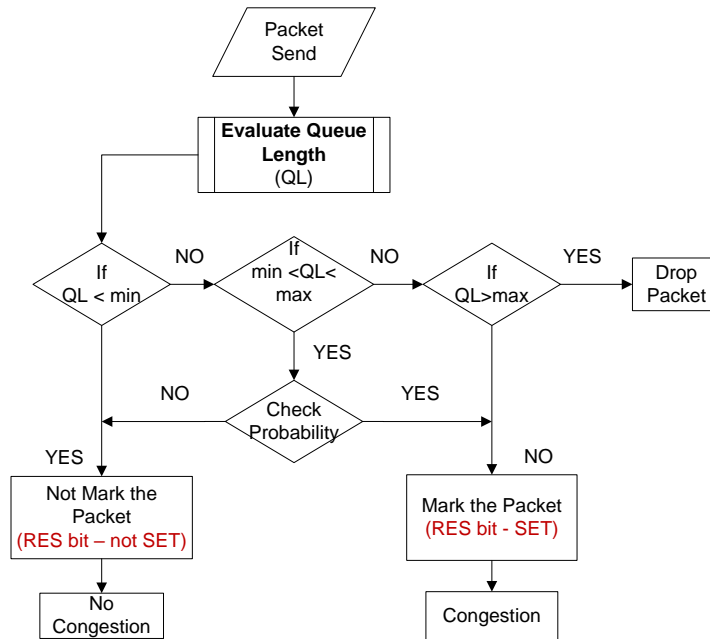 Packet
Send
Evaluate Queue
Length
(QL)
If
QL < min
NO
If
min <QL<
max
NO
If
QL>max
YES
Drop
Packet
YES
NO
Check
Probability
YES
YES
NO
Not Mark the
Packet
(RES bit – not SET)
Mark the Packet
(RES bit - SET)
No
Congestion
Congestion